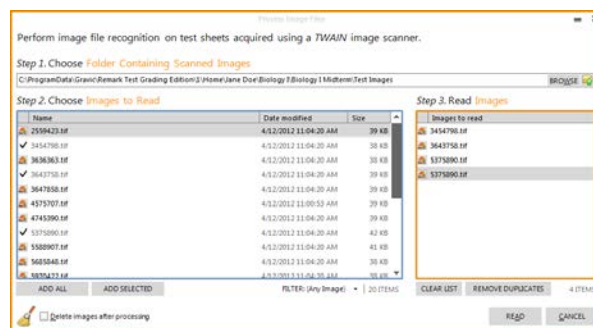 Process Image Files
Perform image file recognition on test sheets acquired using a TWAIN image scanner.
Step 1. Choose Folder Containing Scanned Images
C:\ProgramData\Gravic\Remark Test Grading Edition\1\Home\Jane Doe\Biology I\Biology I Midterm\Test Images
BROWSE
Step 2. Choose Images to Read
Name Date modified Size
2559423.tif 4/12/2012 11:04:20 AM 39 KB
3454798.tif 4/12/2012 11:04:20 AM 38 KB
3636363.tif 4/12/2012 11:04:20 AM 38 KB
3643758.tif 4/12/2012 11:04:20 AM 39 KB
3647858.tif 4/12/2012 11:04:20 AM 39 KB
4575707.tif 4/12/2012 11:00:53 AM 39 KB
4745390.tif 4/12/2012 11:04:20 AM 39 KB
5375890.tif 4/12/2012 11:04:20 AM 42 KB
5588907.tif 4/12/2012 11:04:20 AM 41 KB
5685848.tif 4/12/2012 11:04:20 AM 38 KB
ADD ALL ADD SELECTED FILTER: (Any Image) 20 ITEMS
Step 3. Read Images
Images to read
3454798.tif
3643758.tif
5375890.tif
5375890.tif
CLEAR LIST REMOVE DUPLICATES 4 ITEMS
Delete images after processing
READ CANCEL